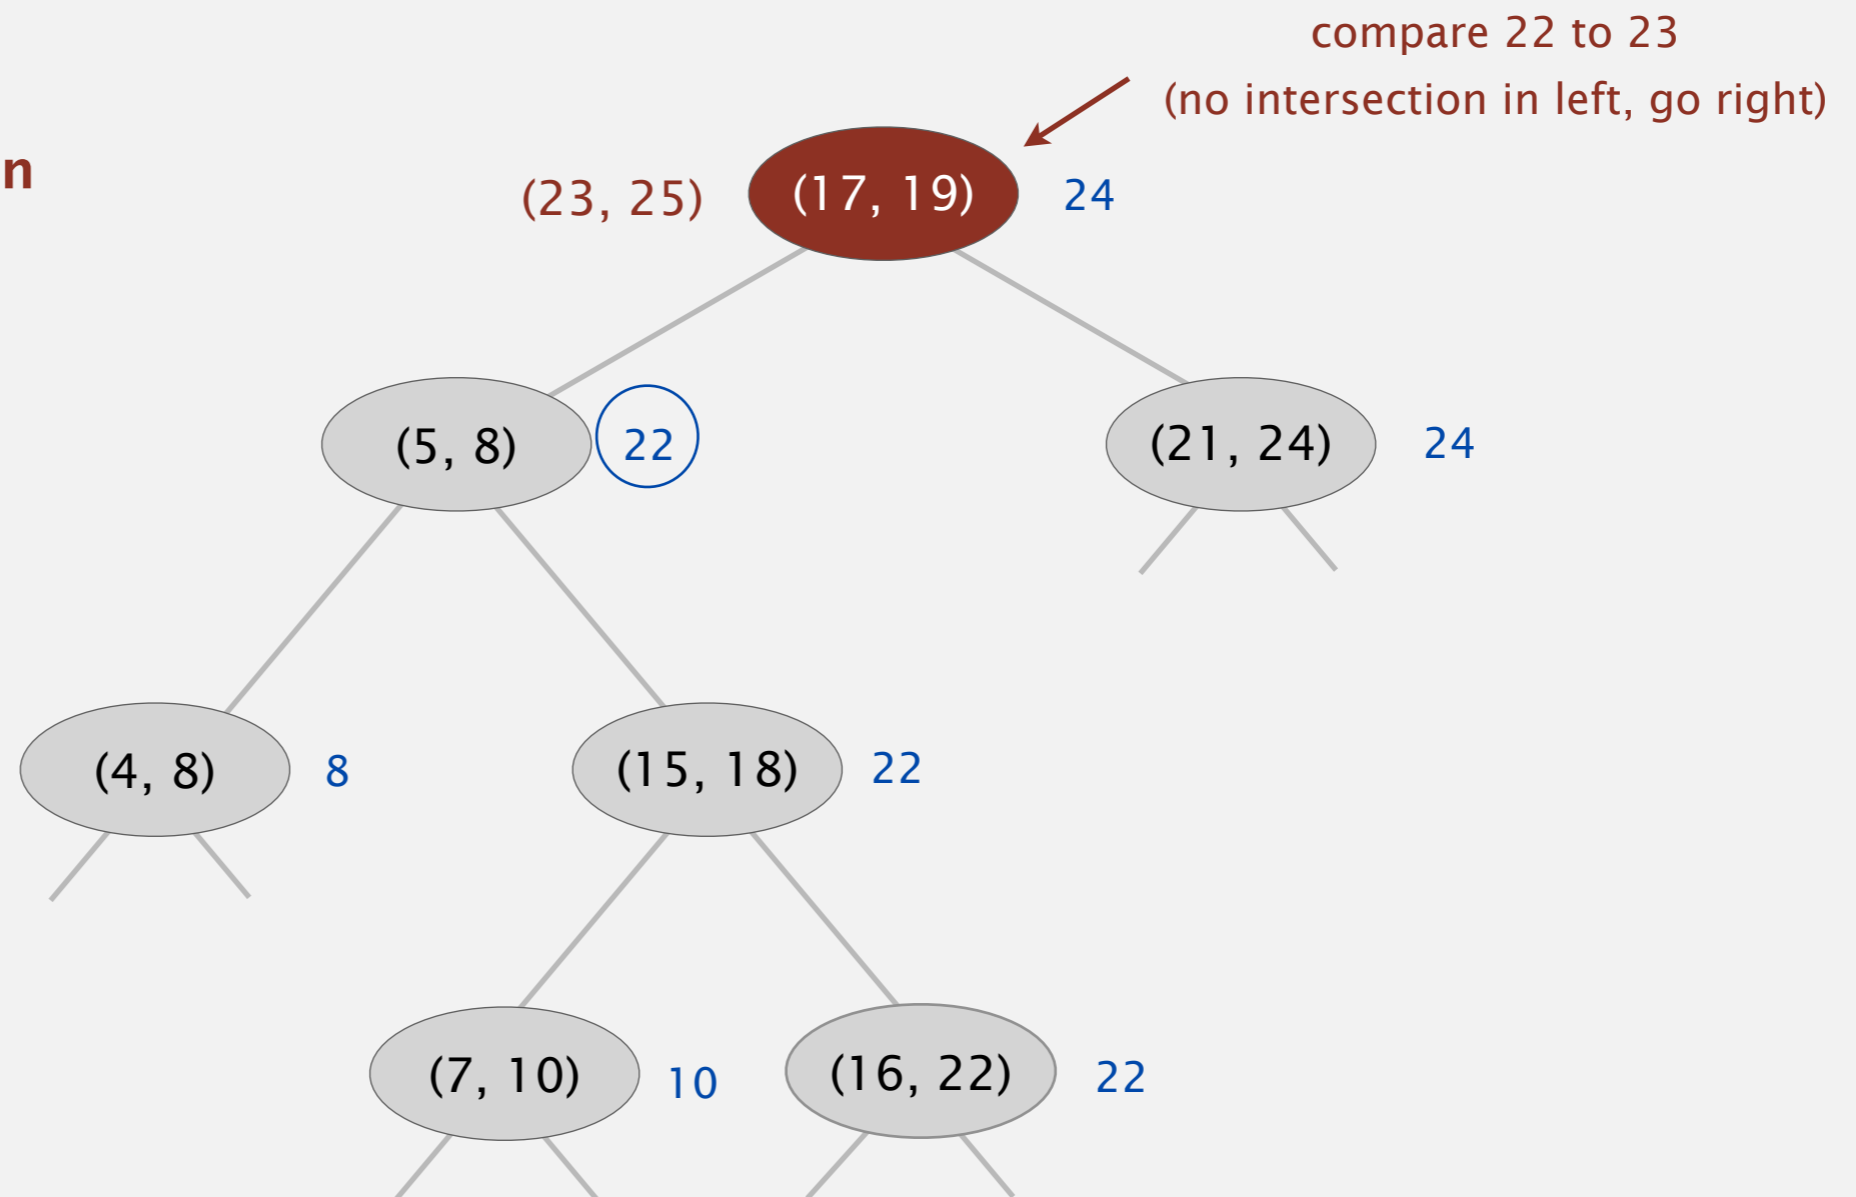 compare 22 to 23
(no intersection in left, go right)
n
(23, 25) (17, 19) 24
(5, 8) 22 (21, 24) 24
(4, 8) 8 (15, 18) 22
(7, 10) 10 (16, 22) 22